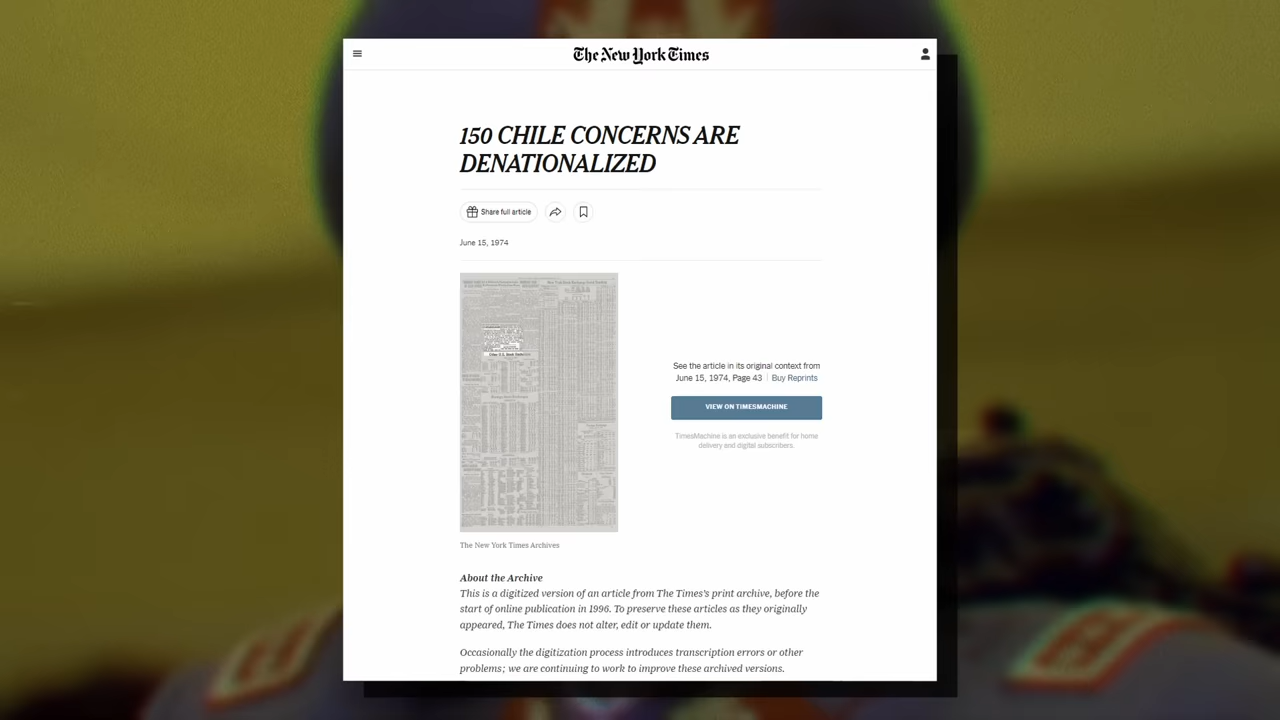 The New York Times
150 CHILE CONCERNS ARE
DENATIONALIZED
Share full article
June 15, 1974
See the article in its original context from
June 15, 1974, Page 43 | Buy Reprints
VIEW ON TIMESMACHINE
TimesMachine is an exclusive benefit for home
delivery and digital subscribers.
The New York Times Archives
About the Archive
This is a digitized version of an article from The Times's print archive, before the
start of online publication in 1996. To preserve these articles as they originally
appeared, The Times does not alter, edit or update them.
Occasionally the digitization process introduces transcription errors or other
problems; we are continuing to work to improve these archived versions.